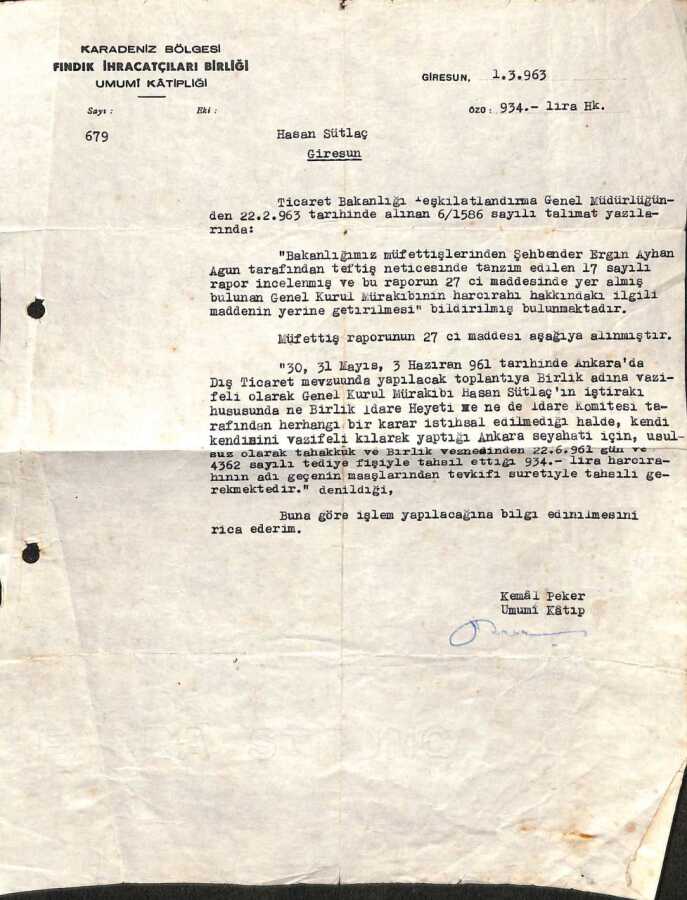 KARADENİZ BÖLGESİ
FINDIK İHRACATÇILARI BİRLİĞİ
UMUMÎ KÂTİPLİĞİ
Sayı :
Eki :
679
GİRESUN, 1.3.963
ÖZO: 934.- lira Hk.
Hasan Sütlaç
Giresun
Ticaret Bakanlığı Teşkilatlandırma Genel Müdürlüğün-
den 22.2.963 tarihinde alınan 6/1586 sayılı talimat yazıla-
rında:
"Bakanlığımız müfettişlerinden Şehbender Ergin Ayhan
Agun tarafından teftiş neticesinde tanzim edilen 17 sayılı
rapor incelenmiş ve bu raporun 27 ci maddesinde yer almış
bulunan Genel Kurul Mürakıbının harcırahı hakkındaki ilgili
maddenin yerine getirilmesi" bildirilmiş bulunmaktadır.
Müfettiş raporunun 27 ci maddesi aşağıya alınmıştır.
"30, 31 Mayıs, 3 Haziran 961 tarihinde Ankara'da
Dış Ticaret mevzuunda yapılacak toplantıya Birlik adına vazi-
feli olarak Genel Kurul Mürakıbı Hasan Sütlaç'ın iştiraki
hususunda ne Birlik İdare Heyeti ne de İdare Komitesi ta-
rafından herhangi bir karar istihsal edilmediği halde, kendi
kendimini vazifeli kılarak yaptığı Ankara seyahati için, usul-
suz olarak tahakkuk ve Birlik veznesinden 22.6.961 gün ve
4362 sayılı tediye fişiyle tahsil ettiği 934.- lira harcıra-
hının adı geçenin maaşlarından tevkifi suretiyle tahsili ge-
rekmektedir." denildiği,
Buna göre işlem yapılacağına bilgi edinilmesini
rica ederim.
Kemâl Peker
Umumî Kâtip